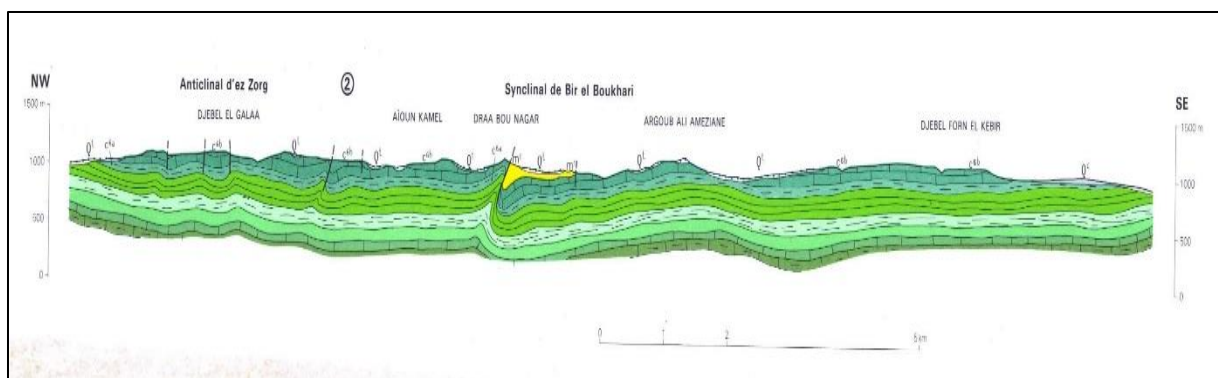 NW
Anticlinal d'ez Zorg
②
Synclinal de Bir el Boukhari
SE
DJEBEL EL GALAA
AÏOUN KAMEL
DRAA BOU NAGAR
ARGOUB ALI AMEZIANE
DJEBEL FORN EL KEBIR
1500 m
1500 m
1000
1000
500
500
0
0
0 1 2 5 km